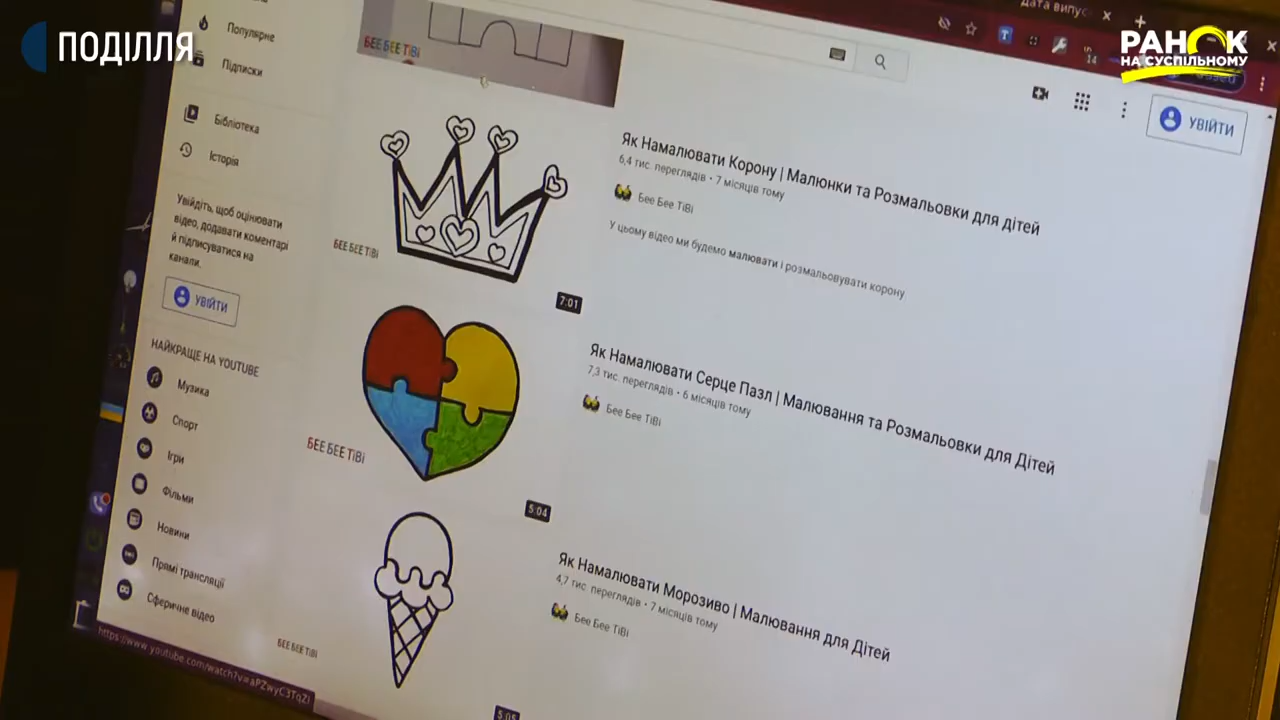 ПОДІЛЛЯ
РАНОК
НА СУСПІЛЬНОМУ
Популярне
Підписки
Бібліотека
Історія
Увійдіть, щоб оцінювати
відео, додавати коментарі
й підписуватися на
канали.
УВІЙТИ
НАЙКРАЩЕ НА YOUTUBE
Музика
Спорт
Ігри
Фільми
Новини
Прямі трансляції
Сферичне відео
https://www.youtube.com/watch?v=aPZwyC3TqZI
УВІЙТИ
БЕЕ БЕЕ ТіВі
Як Намалювати Корону | Малюнки та Розмальовки для дітей
6,4 тис. переглядів • 7 місяців тому
Бее Бее ТіВі
У цьому відео ми будемо малювати і розмальовувати корону
БЕЕ БЕЕ ТіВі
7:01
Як Намалювати Серце Пазл | Малювання та Розмальовки для Дітей
7,3 тис. переглядів • 6 місяців тому
Бее Бее ТіВі
БЕЕ БЕЕ ТіВі
5:04
Як Намалювати Морозиво | Малювання для Дітей
4,7 тис. переглядів • 7 місяців тому
Бее Бее ТіВі
БЕЕ БЕЕ ТіВі
5:05